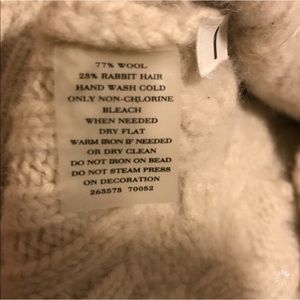 77% WOOL
23% RABBIT HAIR
HAND WASH COLD
ONLY NON-CHLORINE
BLEACH
WHEN NEEDED
DRY FLAT
WARM IRON IF NEEDED
OR DRY CLEAN
DO NOT IRON ON BEAD
DO NOT STEAM PRESS
ON DECORATION
263573 70052